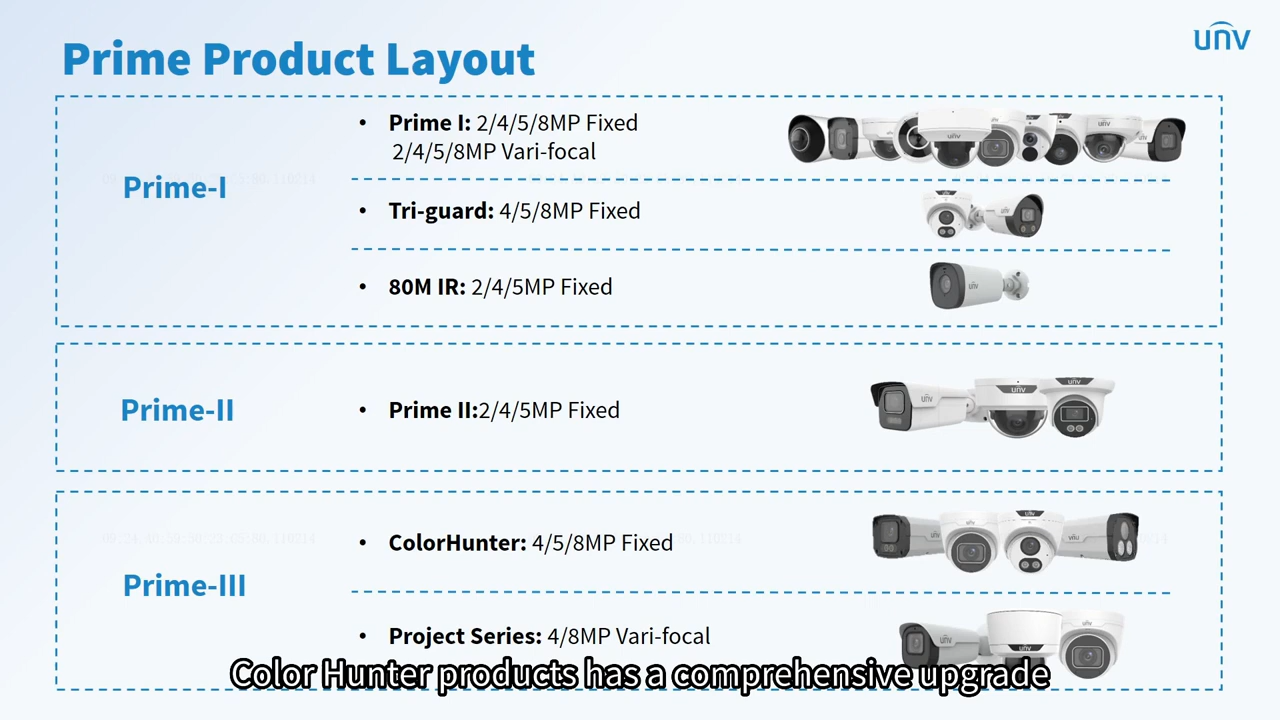 Prime Product Layout
unv
Prime-I
• Prime I: 2/4/5/8MP Fixed
2/4/5/8MP Vari-focal
• Tri-guard: 4/5/8MP Fixed
• 80M IR: 2/4/5MP Fixed
Prime-II
• Prime II:2/4/5MP Fixed
Prime-III
• ColorHunter: 4/5/8MP Fixed
• Project Series: 4/8MP Vari-focal
Color Hunter products has a comprehensive upgrade